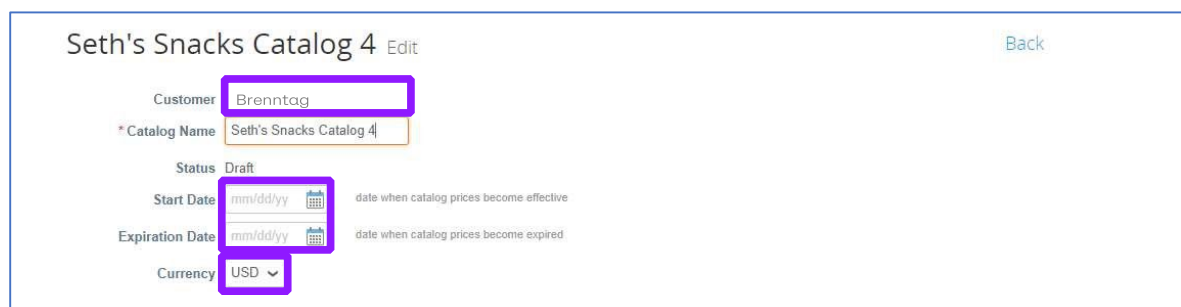 Seth's Snacks Catalog 4 Edit Back
Customer Brenntag
* Catalog Name Seth's Snacks Catalog 4
Status Draft
Start Date mm/dd/yy date when catalog prices become effective
Expiration Date mm/dd/yy date when catalog prices become expired
Currency USD